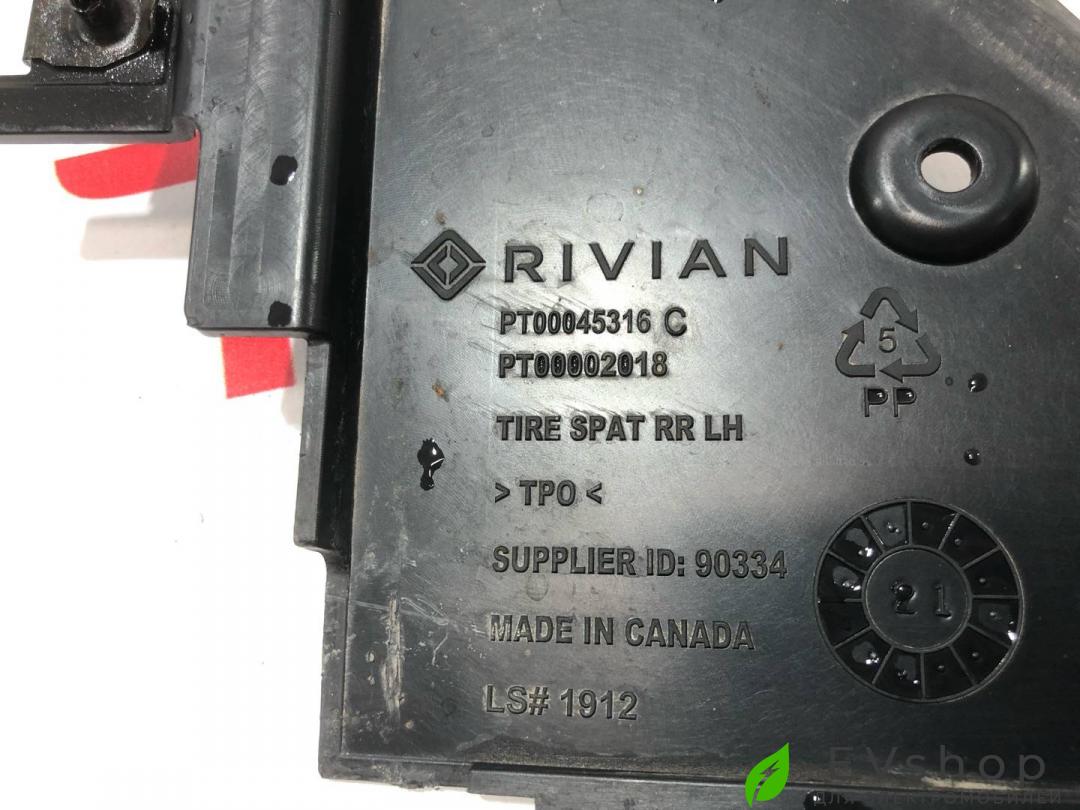 RIVIAN
PT00045316 C
PT00002018
5
PP
TIRE SPAT RR LH
> TPO <
SUPPLIER ID: 90334
21
MADE IN CANADA
LS# 1912
EVshop